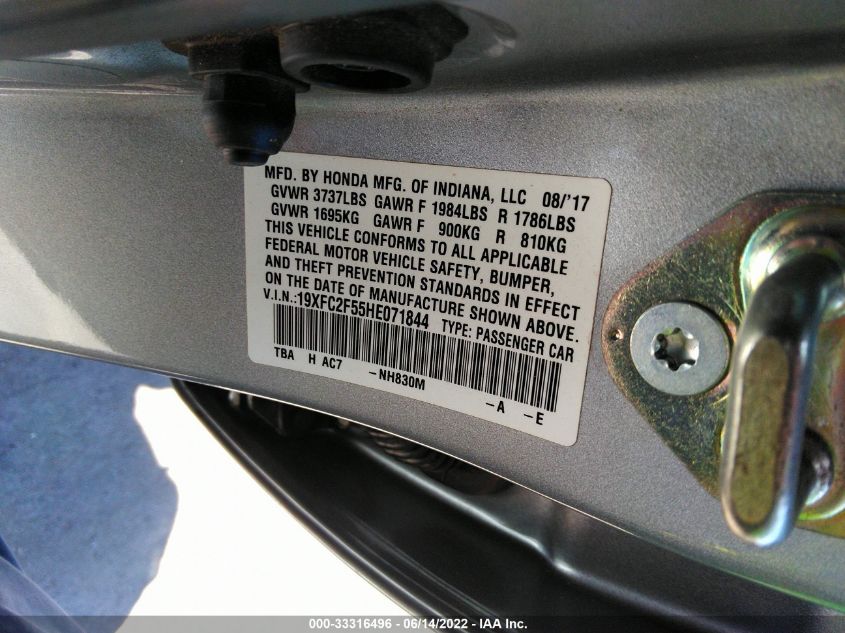 MFD. BY HONDA MFG. OF INDIANA, LLC 08/'17
GVWR 3737LBS GAWR F 1984LBS R 1786LBS
GVWR 1695KG GAWR F 900KG R 810KG
THIS VEHICLE CONFORMS TO ALL APPLICABLE
FEDERAL MOTOR VEHICLE SAFETY, BUMPER,
AND THEFT PREVENTION STANDARDS IN EFFECT
ON THE DATE OF MANUFACTURE SHOWN ABOVE.
V.I.N.:19XFC2F55HE071844 TYPE: PASSENGER CAR
TBA H AC7 -NH830M -A -E
000-33316496 - 06/14/2022 - IAA Inc.